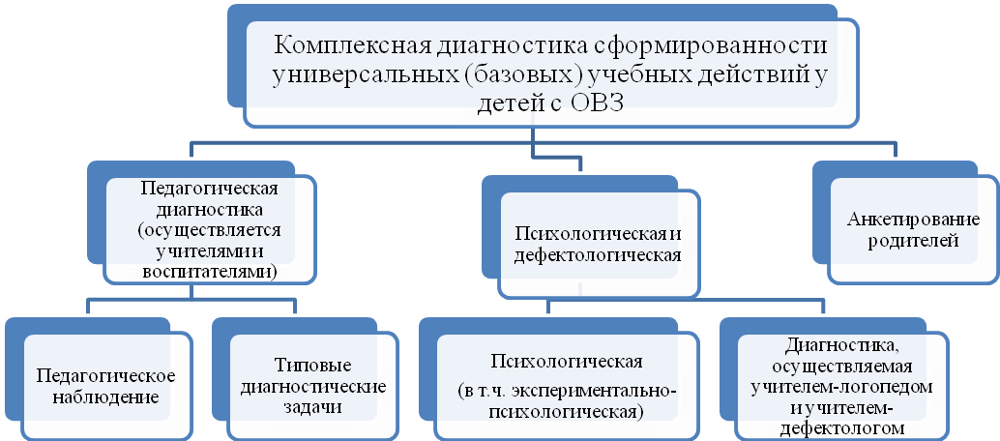 Комплексная диагностика сформированности
универсальных (базовых) учебных действий у
детей с ОВЗ
Педагогическая
диагностика
(осуществляется
учителями и
воспитателями)
Психологическая и
дефектологическая
Анкетирование
родителей
Педагогическое
наблюдение
Типовые
диагностические
задачи
Психологическая
(в т.ч. экспериментально-
психологическая)
Диагностика,
осуществляемая
учителем-логопедом
и учителем-
дефектологом